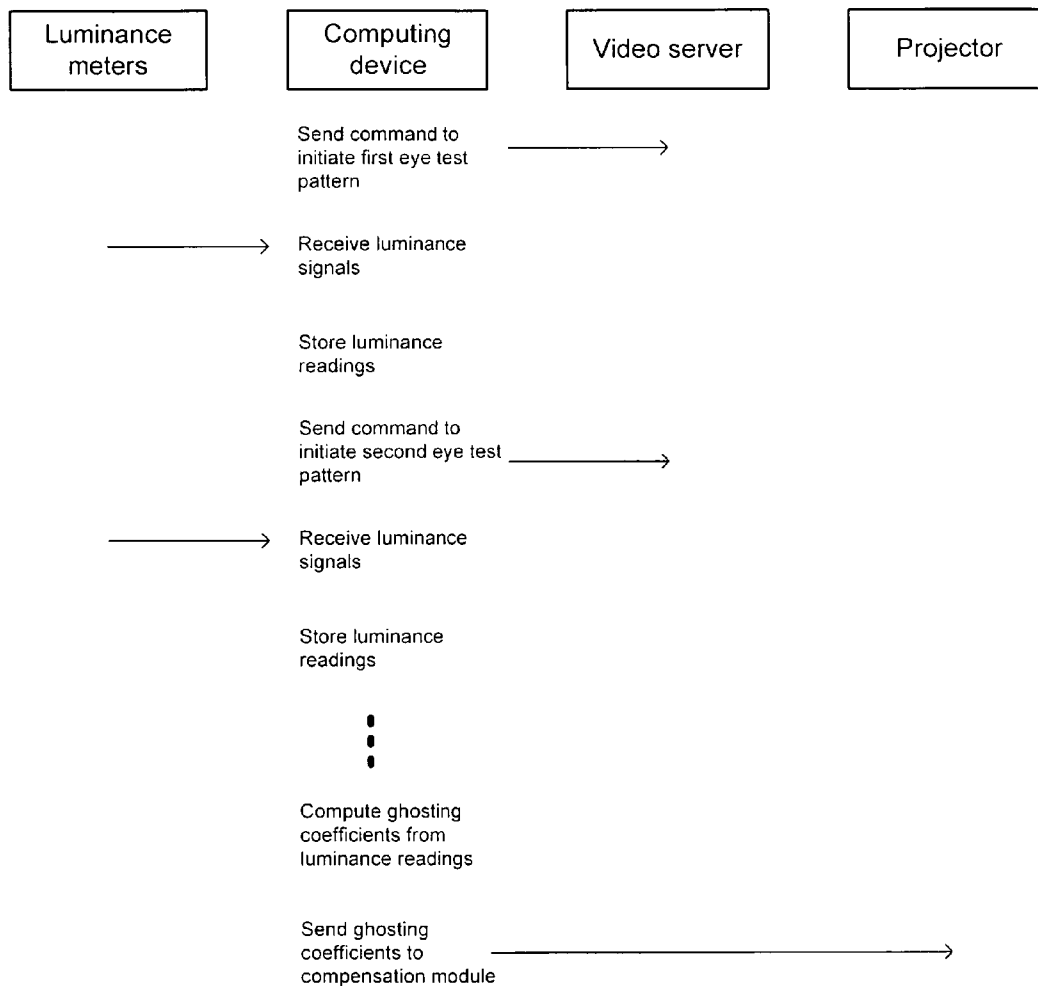 Luminance
meters
Computing
device
Video server
Projector
Send command to
initiate first eye test
pattern
Receive luminance
signals
Store luminance
readings
Send command to
initiate second eye test
pattern
Receive luminance
signals
Store luminance
readings
Compute ghosting
coefficients from
luminance readings
Send ghosting
coefficients to
compensation module